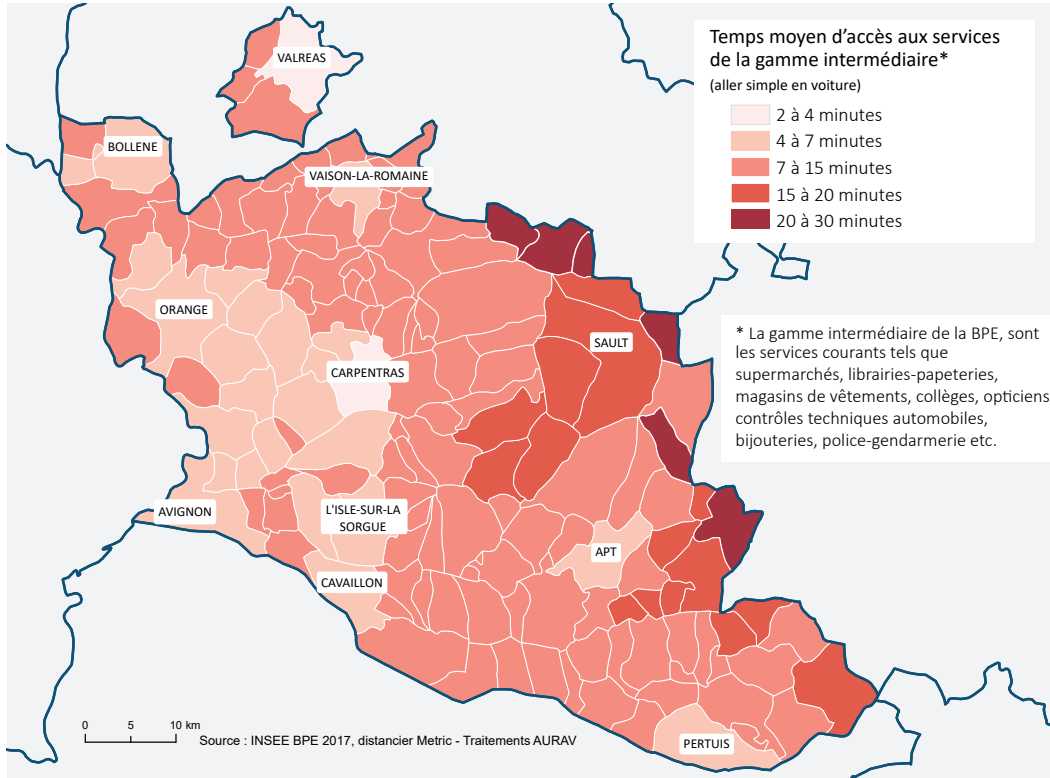 Temps moyen d'accès aux services
de la gamme intermédiaire*
(aller simple en voiture)
2 à 4 minutes
4 à 7 minutes
7 à 15 minutes
15 à 20 minutes
20 à 30 minutes
VALREAS
BOLLENE
VAISON-LA-ROMAINE
ORANGE
SAULT
CARPENTRAS
* La gamme intermédiaire de la BPE, sont
les services courants tels que
supermarchés, librairies-papeteries,
magasins de vêtements, collèges, opticiens
contrôles techniques automobiles,
bijouteries, police-gendarmerie etc.
AVIGNON
L'ISLE-SUR-LA
SORGUE
APT
CAVAILLON
PERTUIS
0 5 10 km
Source : INSEE BPE 2017, distancier Metric - Traitements AURAV